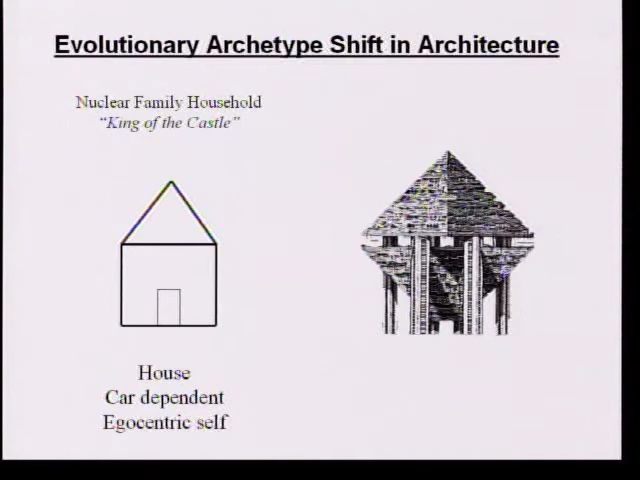 Evolutionary Archetype Shift in Architecture
Nuclear Family Household
“King of the Castle”
House
Car dependent
Egocentric self